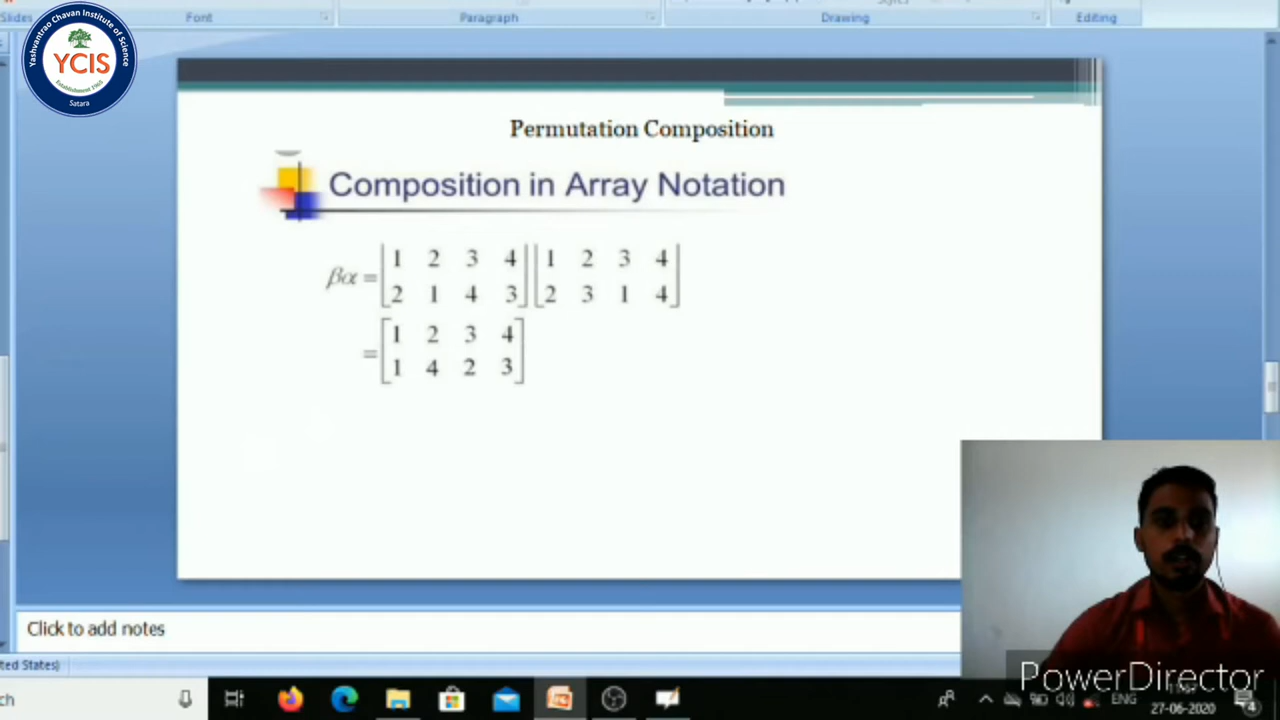 Slides
Font
Paragraph
Drawing
Editing
Yashvantrao Chavan Institute of Science
YCIS
Satara
Permutation Composition
Composition in Array Notation
βα = [1 2 3 4] [1 2 3 4]
[2 1 4 3] [2 3 1 4]
= [1 2 3 4]
[1 4 2 3]
Click to add notes
ted States)
PowerDirector
ch
ENG
27-06-2020
4